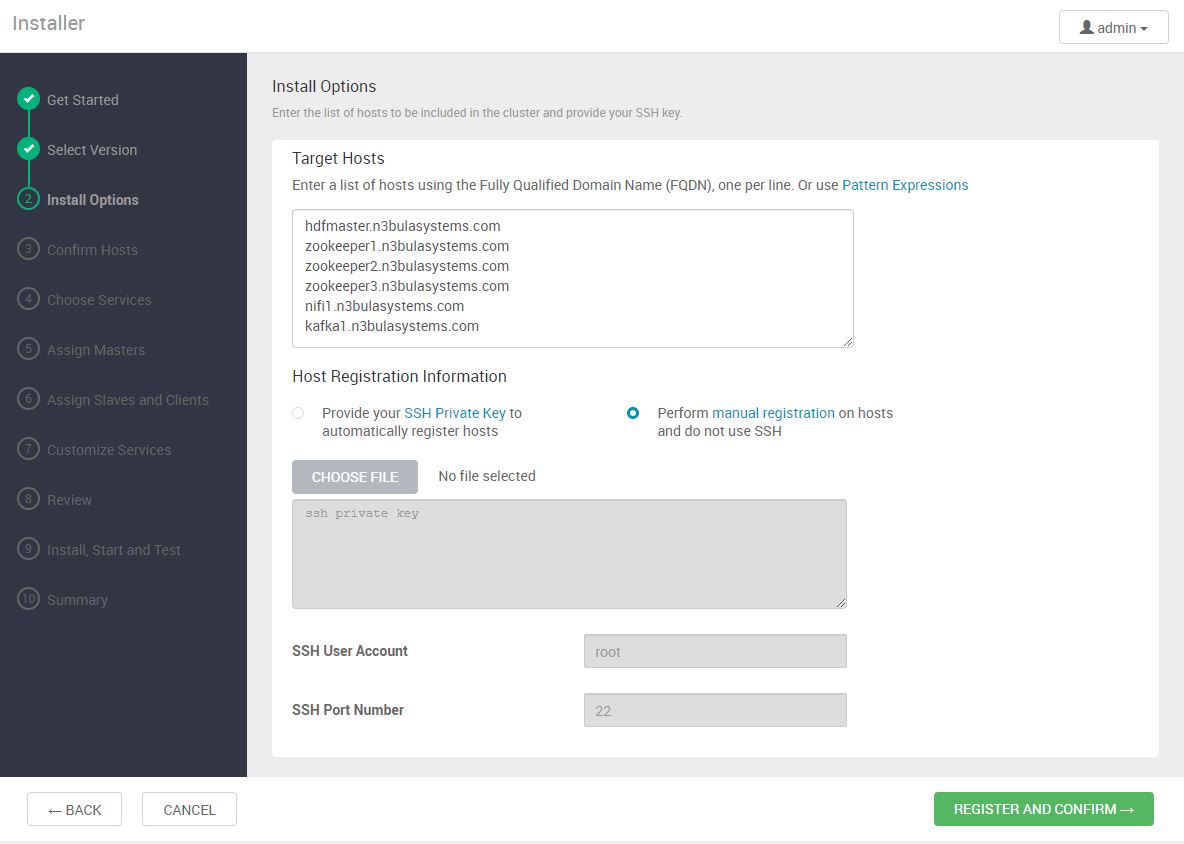 Installer
admin
Get Started
Select Version
2 Install Options
3 Confirm Hosts
4 Choose Services
5 Assign Masters
6 Assign Slaves and Clients
7 Customize Services
8 Review
9 Install, Start and Test
10 Summary
Install Options
Enter the list of hosts to be included in the cluster and provide your SSH key.
Target Hosts
Enter a list of hosts using the Fully Qualified Domain Name (FQDN), one per line. Or use Pattern Expressions
hdfmaster.n3bulasystems.com
zookeeper1.n3bulasystems.com
zookeeper2.n3bulasystems.com
zookeeper3.n3bulasystems.com
nifi1.n3bulasystems.com
kafka1.n3bulasystems.com
Host Registration Information
Provide your SSH Private Key to
automatically register hosts
Perform manual registration on hosts
and do not use SSH
CHOOSE FILE No file selected
ssh private key
SSH User Account root
SSH Port Number 22
← BACK CANCEL REGISTER AND CONFIRM →